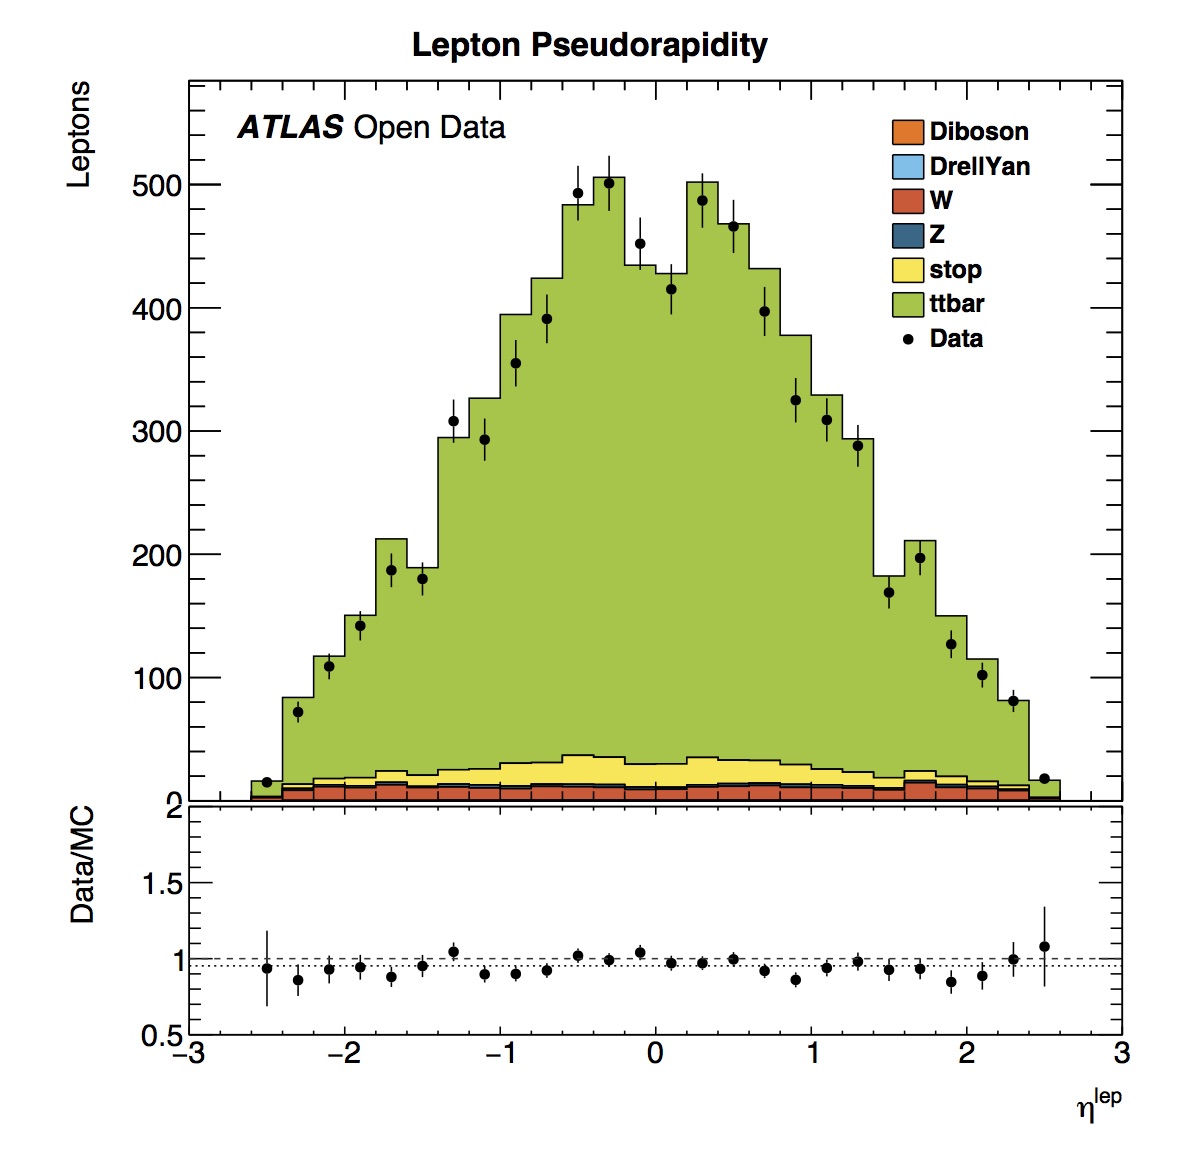 Lepton Pseudorapidity
Leptons
ATLAS Open Data
Diboson
DrellYan
W
Z
stop
ttbar
Data
500
400
300
200
100
0
Data/MC
2
1.5
1
0.5
−3 −2 −1 0 1 2 3
η^lep